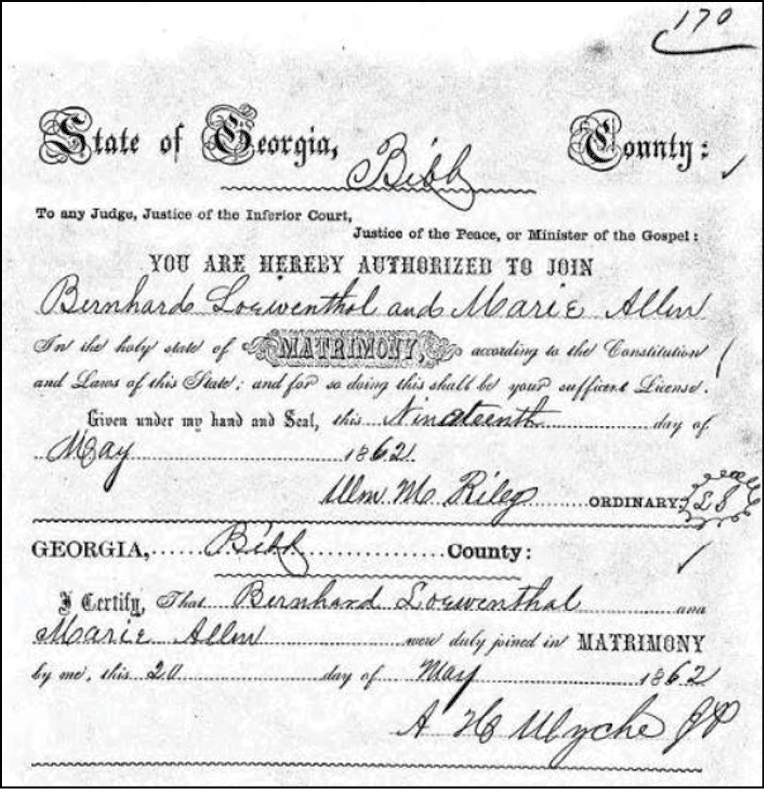 170
State of Georgia, Bibb County:
To any Judge, Justice of the Inferior Court,
Justice of the Peace, or Minister of the Gospel:
YOU ARE HEREBY AUTHORIZED TO JOIN
Bernhard Loewenthal and Marie Allen
In the holy state of MATRIMONY, according to the Constitution
and Laws of this State; and for so doing this shall be your sufficent License.
Given under my hand and Seal, this Nineteenth day of
May 1862
Wm M. Riley ORDINARY. LS
GEORGIA, Bibb County:
I Certify, That Bernhard Loewenthal and
Marie Allen were duly joined in MATRIMONY
by me, this 20 day of May 1862
A H Wyche JP